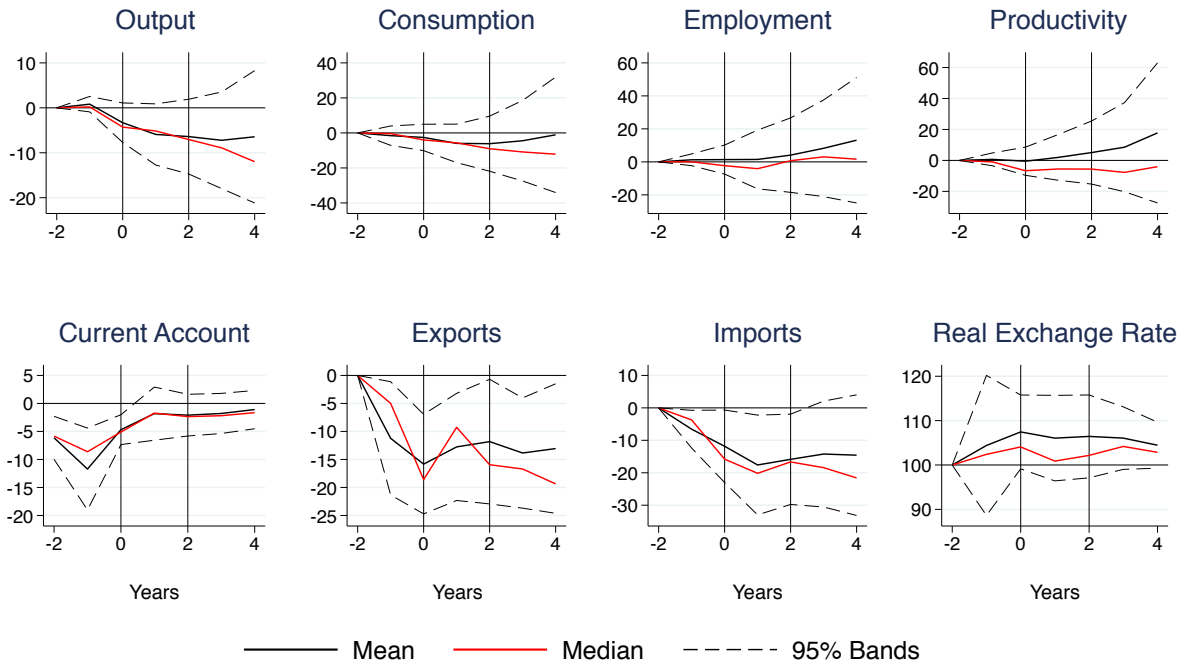 Output Consumption Employment Productivity
10 40 60 60
0 20 40 40
-10 0 20 20
-20 -20 0 0
-40 -20 -20
-2 0 2 4 -2 0 2 4 -2 0 2 4 -2 0 2 4
Current Account Exports Imports Real Exchange Rate
5 0 10 120
0 -5 0 110
-5 -10 -10 100
-10 -15 -20 90
-15 -20 -30
-20 -25
-2 0 2 4 -2 0 2 4 -2 0 2 4 -2 0 2 4
Years Years Years Years
Mean Median 95% Bands